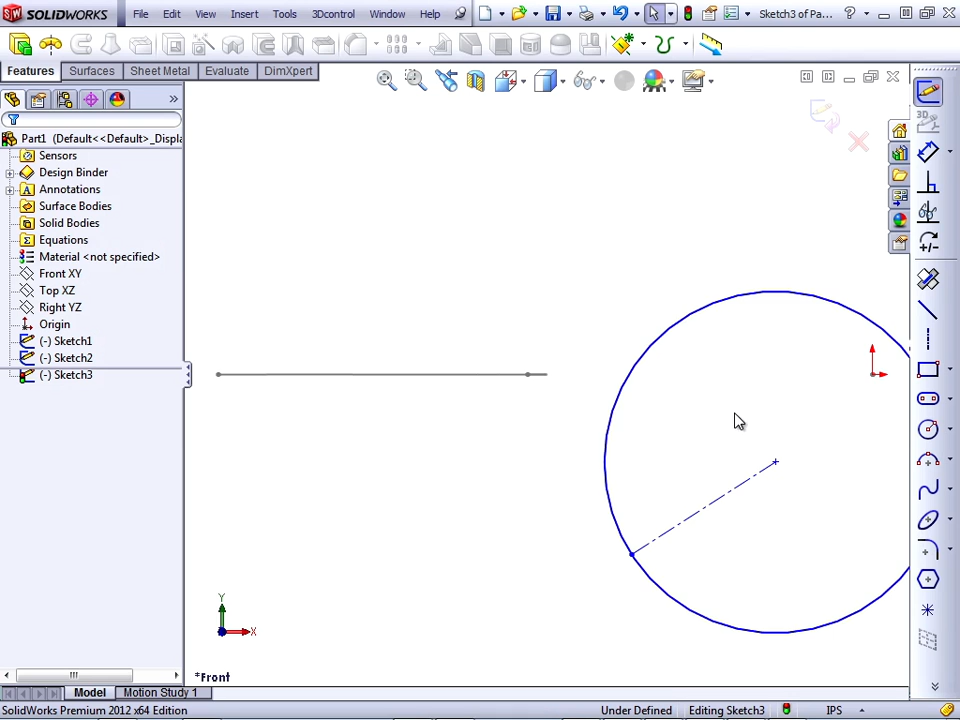 SW SOLIDWORKS File Edit View Insert Tools 3Dcontrol Window Help Sketch3 of Pa... ?
Features Surfaces Sheet Metal Evaluate DimXpert
Part1 (Default<<Default>_Displa
Sensors
Design Binder
A Annotations
Surface Bodies
Solid Bodies
Σ Equations
Material <not specified>
Front XY
Top XZ
Right YZ
Origin
(-) Sketch1
(-) Sketch2
(-) Sketch3
3D
+/-
Y
X
*Front
Model Motion Study 1
SolidWorks Premium 2012 x64 Edition Under Defined Editing Sketch3 IPS